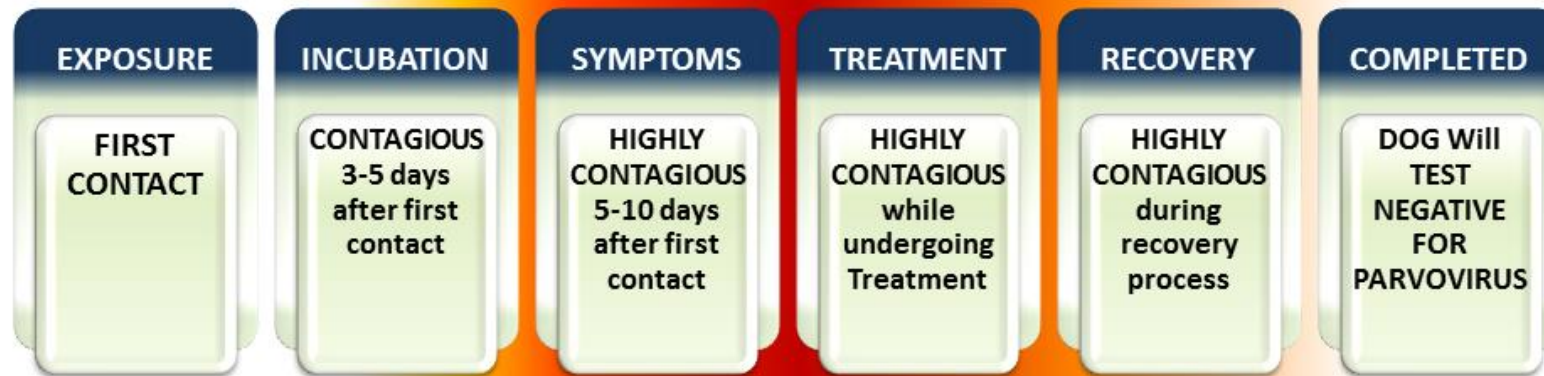 EXPOSURE
FIRST
CONTACT
INCUBATION
CONTAGIOUS
3-5 days
after first
contact
SYMPTOMS
HIGHLY
CONTAGIOUS
5-10 days
after first
contact
TREATMENT
HIGHLY
CONTAGIOUS
while
undergoing
Treatment
RECOVERY
HIGHLY
CONTAGIOUS
during
recovery
process
COMPLETED
DOG Will
TEST
NEGATIVE
FOR
PARVOVIRUS